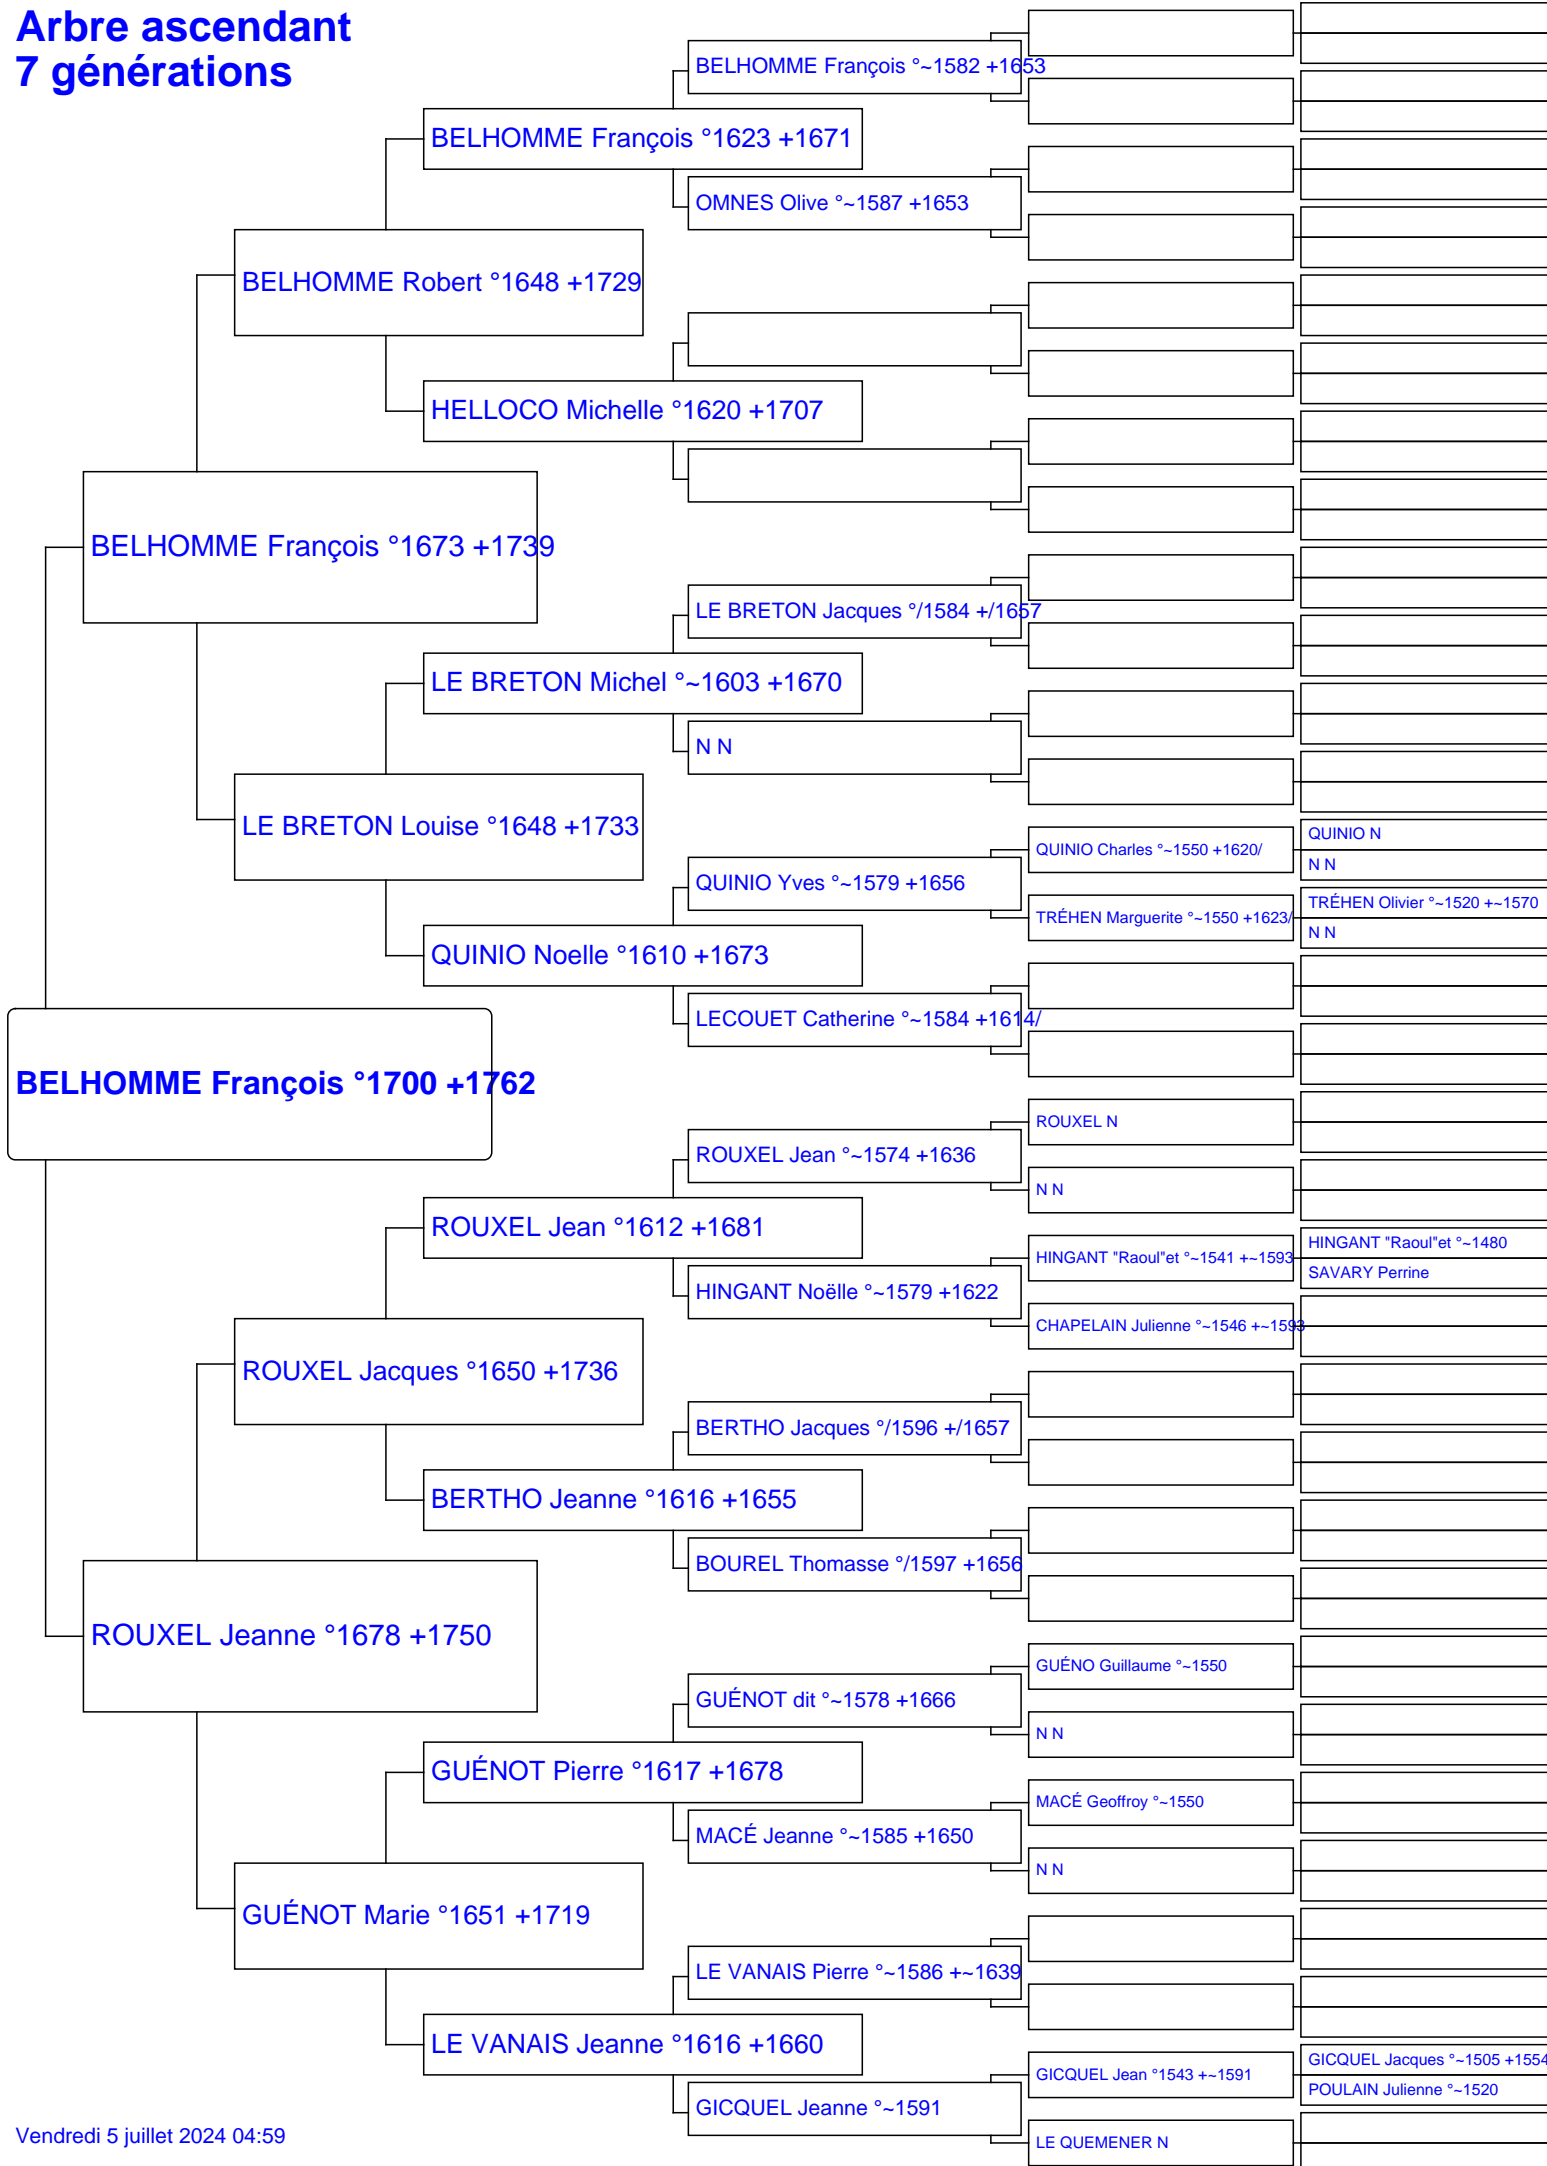 Arbre ascendant
7 générations
BELHOMME François °~1582 +1653
BELHOMME François °1623 +1671
OMNES Olive °~1587 +1653
BELHOMME Robert °1648 +1729
HELLOCO Michelle °1620 +1707
BELHOMME François °1673 +1739
LE BRETON Jacques °/1584 +/1657
LE BRETON Michel °~1603 +1670
N N
LE BRETON Louise °1648 +1733
QUINIO N
QUINIO Charles °~1550 +1620/
N N
QUINIO Yves °~1579 +1656
TRÉHEN Olivier °~1520 +~1570
TRÉHEN Marguerite °~1550 +1623/
N N
QUINIO Noelle °1610 +1673
LECOUET Catherine °~1584 +1614/
BELHOMME François °1700 +1762
ROUXEL N
ROUXEL Jean °~1574 +1636
N N
ROUXEL Jean °1612 +1681
HINGANT "Raoul"et °~1480
HINGANT "Raoul"et °~1541 +~1593
SAVARY Perrine
HINGANT Noëlle °~1579 +1622
CHAPELAIN Julienne °~1546 +~1593
ROUXEL Jacques °1650 +1736
BERTHO Jacques °/1596 +/1657
BERTHO Jeanne °1616 +1655
BOUREL Thomasse °/1597 +1656
ROUXEL Jeanne °1678 +1750
GUÉNO Guillaume °~1550
GUÉNOT dit °~1578 +1666
N N
GUÉNOT Pierre °1617 +1678
MACÉ Geoffroy °~1550
MACÉ Jeanne °~1585 +1650
N N
GUÉNOT Marie °1651 +1719
LE VANAIS Pierre °~1586 +~1639
LE VANAIS Jeanne °1616 +1660
GICQUEL Jacques °~1505 +1554
GICQUEL Jean °1543 +~1591
POULAIN Julienne °~1520
GICQUEL Jeanne °~1591
LE QUEMENER N
Vendredi 5 juillet 2024 04:59